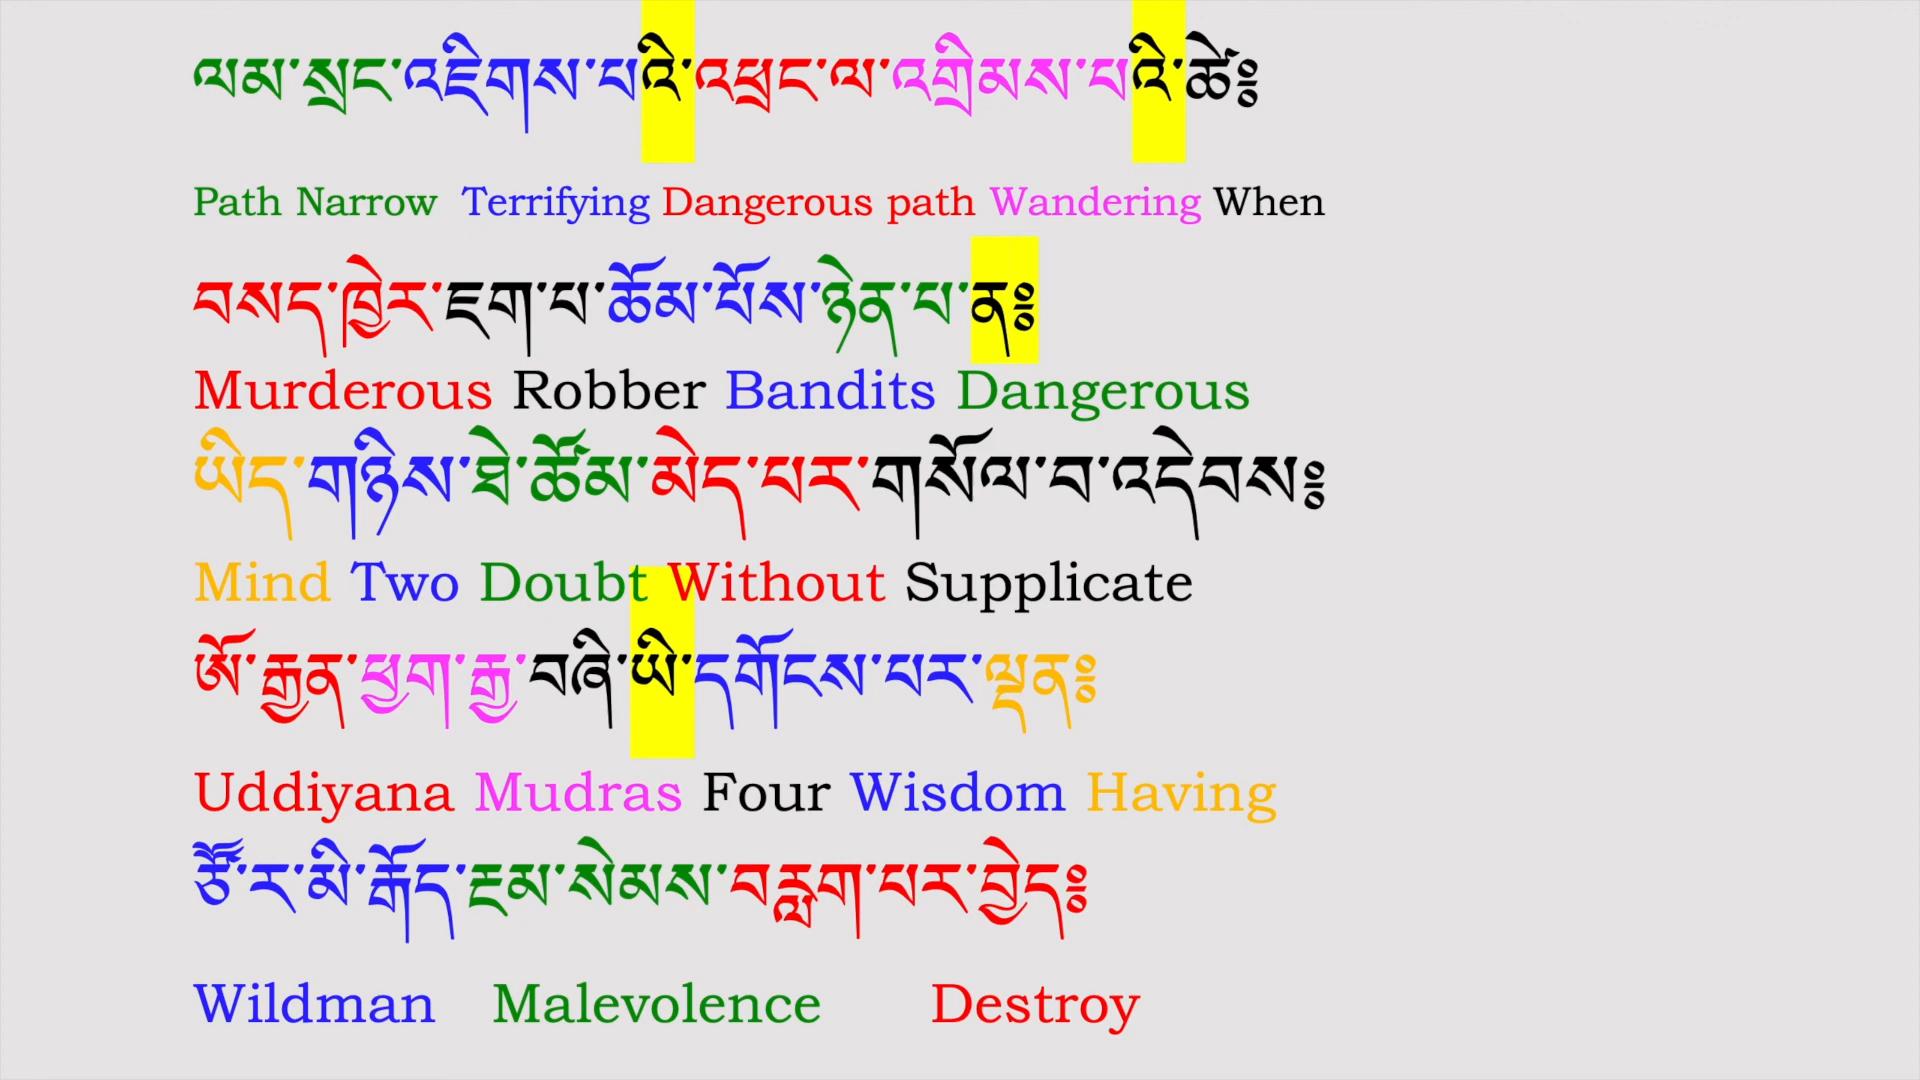 ལམ་སྲང་འཇིགས་པའི་འཕྲང་ལ་འགྲིམས་པའི་ཚེ༔
Path Narrow Terrifying Dangerous path Wandering When
བསད་ཁྱེར་ཇག་པ་ཆོམ་པོས་ཉེན་པ་ན༔
Murderous Robber Bandits Dangerous
ཡིད་གཉིས་ཐེ་ཚོམ་མེད་པར་གསོལ་བ་འདེབས༔
Mind Two Doubt Without Supplicate
ཨོ་རྒྱན་ཕྱག་རྒྱ་བཞི་ཡི་དགོངས་པར་ལྡན༔
Uddiyana Mudras Four Wisdom Having
ཙཽ་ར་མི་རྒོད་རྔམ་སེམས་བརླག་པར་བྱེད༔
Wildman Malevolence Destroy